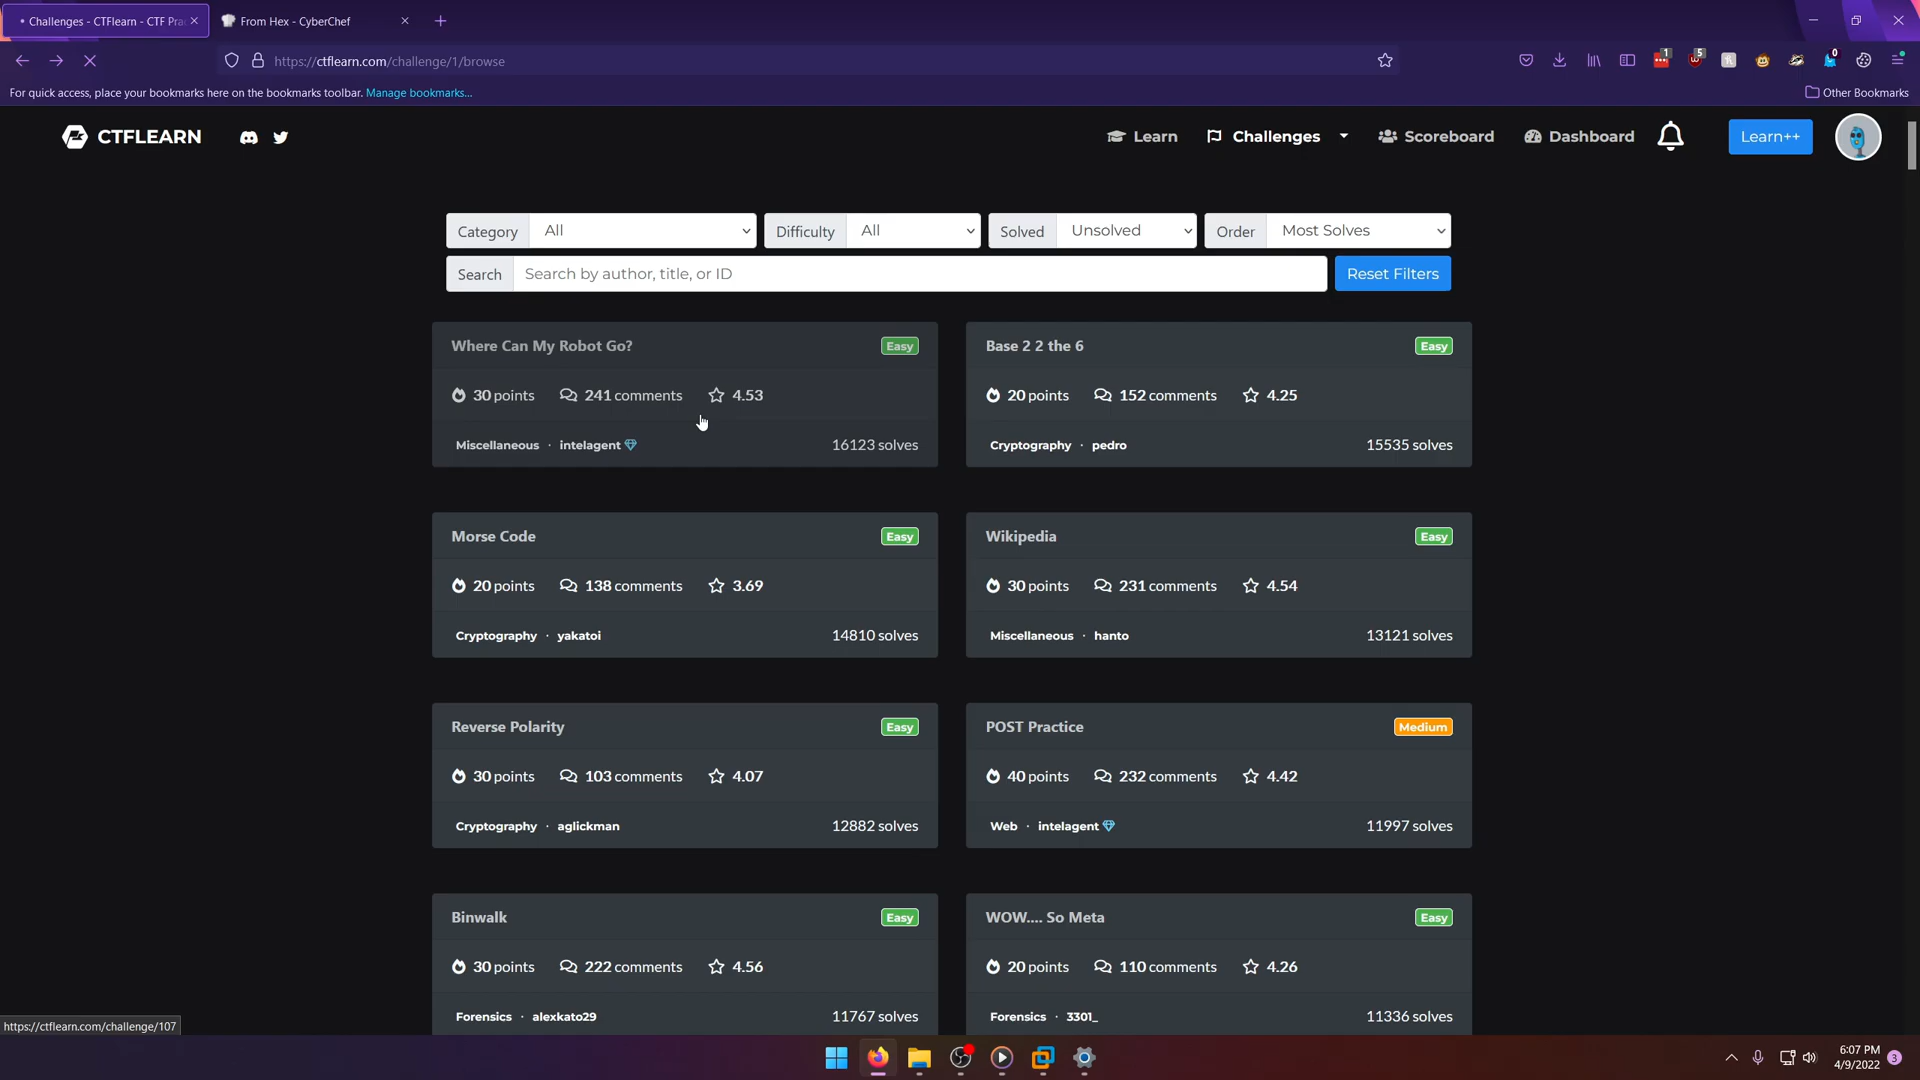 Challenges - CTFlearn - CTF Pra
From Hex - CyberChef
https://ctflearn.com/challenge/1/browse
1
5
0
For quick access, place your bookmarks here on the bookmarks toolbar. Manage bookmarks...
Other Bookmarks
CTFLEARN
Learn
Challenges
Scoreboard
Dashboard
Learn++
Category All
Difficulty All
Solved Unsolved
Order Most Solves
Search Search by author, title, or ID
Reset Filters
Where Can My Robot Go? Easy
30 points 241 comments 4.53
Miscellaneous · intelagent 16123 solves
Base 2 2 the 6 Easy
20 points 152 comments 4.25
Cryptography · pedro 15535 solves
Morse Code Easy
20 points 138 comments 3.69
Cryptography · yakatoi 14810 solves
Wikipedia Easy
30 points 231 comments 4.54
Miscellaneous · hanto 13121 solves
Reverse Polarity Easy
30 points 103 comments 4.07
Cryptography · aglickman 12882 solves
POST Practice Medium
40 points 232 comments 4.42
Web · intelagent 11997 solves
Binwalk Easy
30 points 222 comments 4.56
Forensics · alexkato29 11767 solves
WOW.... So Meta Easy
20 points 110 comments 4.26
Forensics · 3301_ 11336 solves
https://ctflearn.com/challenge/107
6:07 PM
4/9/2022
3